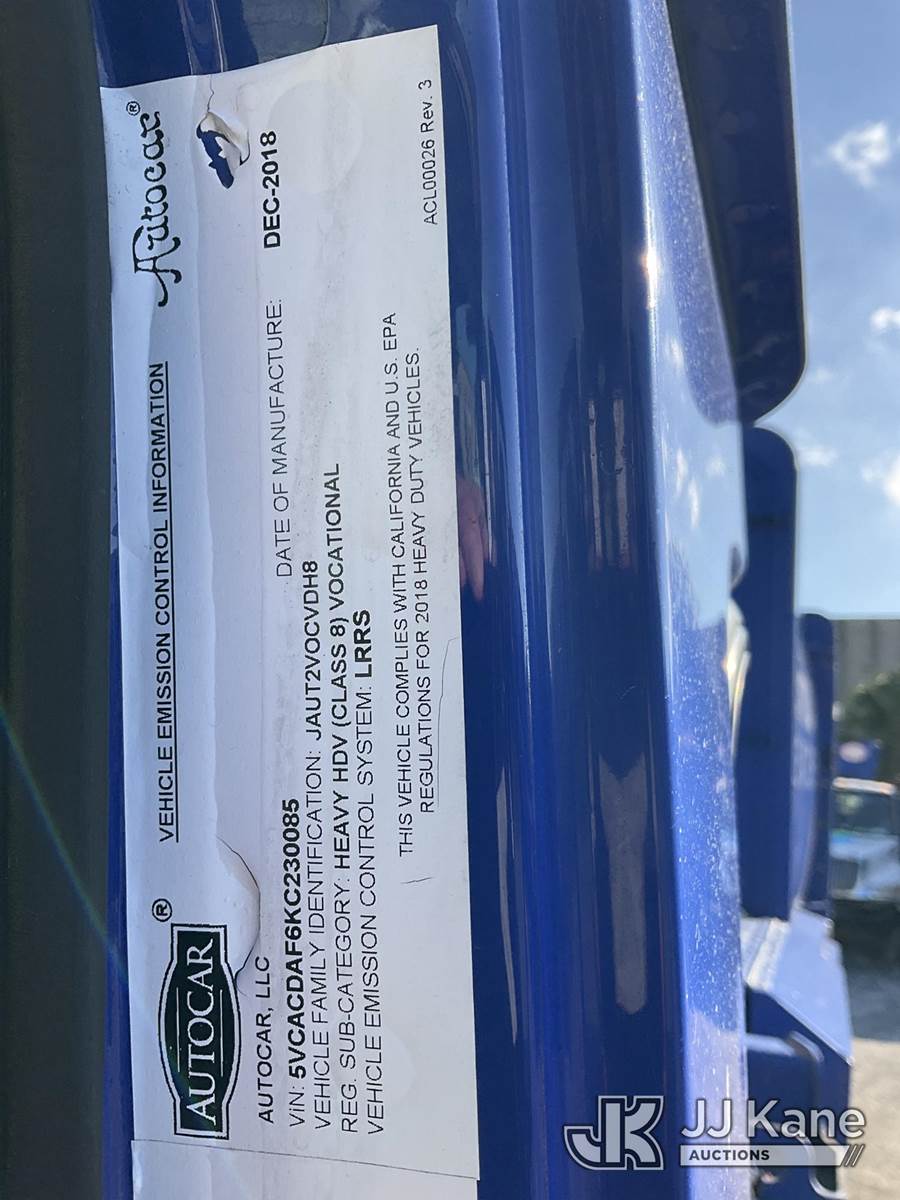 AUTOCAR ®
VEHICLE EMISSION CONTROL INFORMATION
Autocar ®
AUTOCAR, LLC
VIN: 5VCACDAF6KC230085
DATE OF MANUFACTURE: DEC-2018
VEHICLE FAMILY IDENTIFICATION: JAUT2VOCVDH8
REG. SUB-CATEGORY: HEAVY HDV (CLASS 8) VOCATIONAL
VEHICLE EMISSION CONTROL SYSTEM: LRRS
THIS VEHICLE COMPLIES WITH CALIFORNIA AND U.S. EPA
REGULATIONS FOR 2018 HEAVY DUTY VEHICLES.
ACL00026 Rev. 3
JK JJ Kane
AUCTIONS